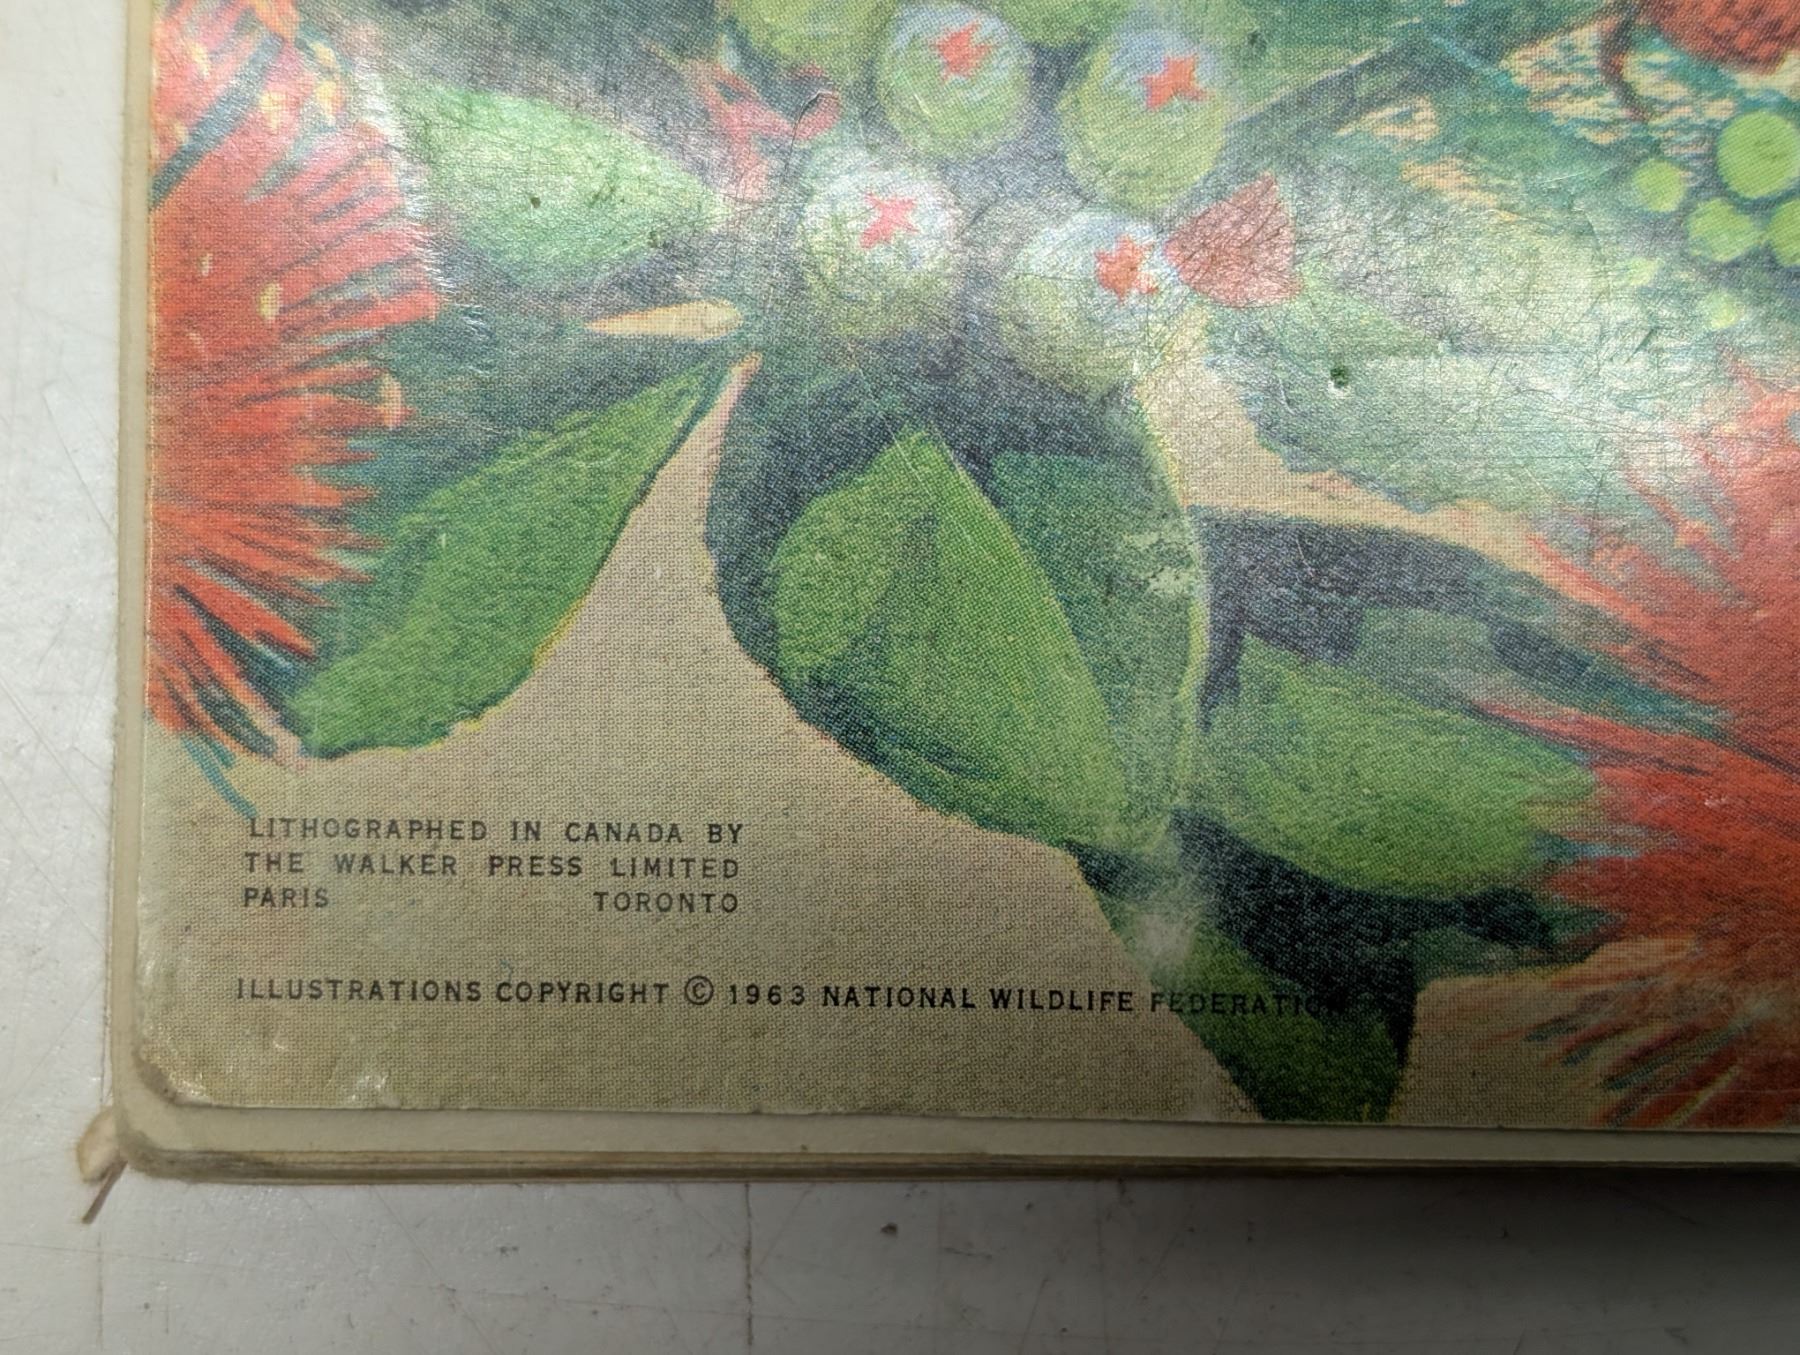 LITHOGRAPHED IN CANADA BY
THE WALKER PRESS LIMITED
PARIS TORONTO
ILLUSTRATIONS COPYRIGHT © 1963 NATIONAL WILDLIFE FEDERATION